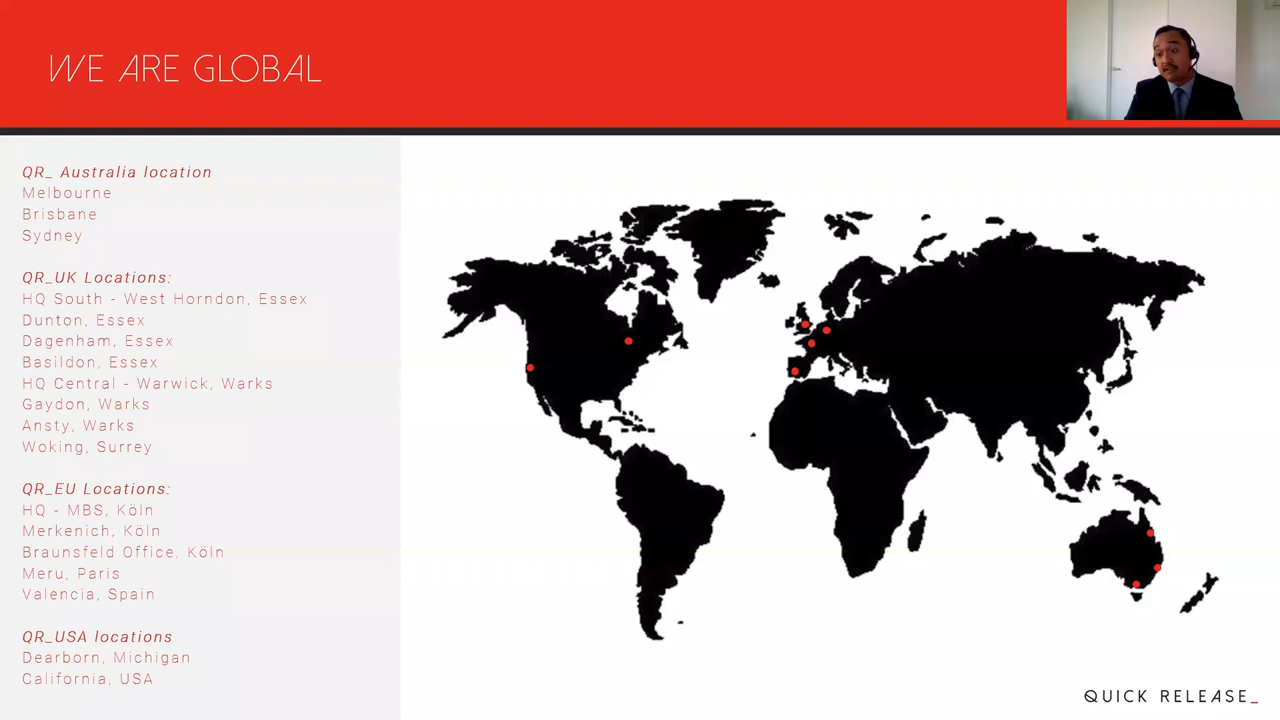 WE ARE GLOBAL
QR_ Australia location
Melbourne
Brisbane
Sydney
QR_UK Locations:
HQ South - West Horndon, Essex
Dunton, Essex
Dagenham, Essex
Basildon, Essex
HQ Central - Warwick, Warks
Gaydon, Warks
Ansty, Warks
Woking, Surrey
QR_EU Locations:
HQ - MBS, Köln
Merkenich, Köln
Braunsfeld Office, Köln
Meru, Paris
Valencia, Spain
QR_USA locations
Dearborn, Michigan
California, USA
QUICK RELEASE_